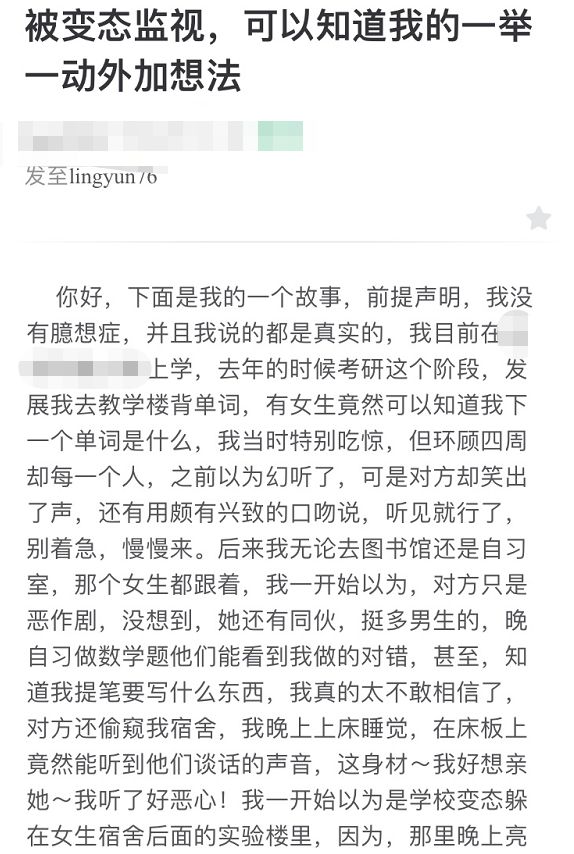 被变态监视，可以知道我的一举
一动外加想法
发至lingyun76
你好，下面是我的一个故事，前提声明，我没
有臆想症，并且我说的都是真实的，我目前在
上学，去年的时候考研这个阶段，发
展我去教学楼背单词，有女生竟然可以知道我下
一个单词是什么，我当时特别吃惊，但环顾四周
却每一个人，之前以为幻听了，可是对方却笑出
了声，还有用颇有兴致的口吻说，听见就行了，
别着急，慢慢来。后来我无论去图书馆还是自习
室，那个女生都跟着，我一开始以为，对方只是
恶作剧，没想到，她还有同伙，挺多男生的，晚
自习做数学题他们能看到我做的对错，甚至，知
道我提笔要写什么东西，我真的太不敢相信了，
对方还偷窥我宿舍，我晚上上床睡觉，在床板上
竟然能听到他们谈话的声音，这身材～我好想亲
她～我听了好恶心！我一开始以为是学校变态躲
在女生宿舍后面的实验楼里，因为，那里晚上亮